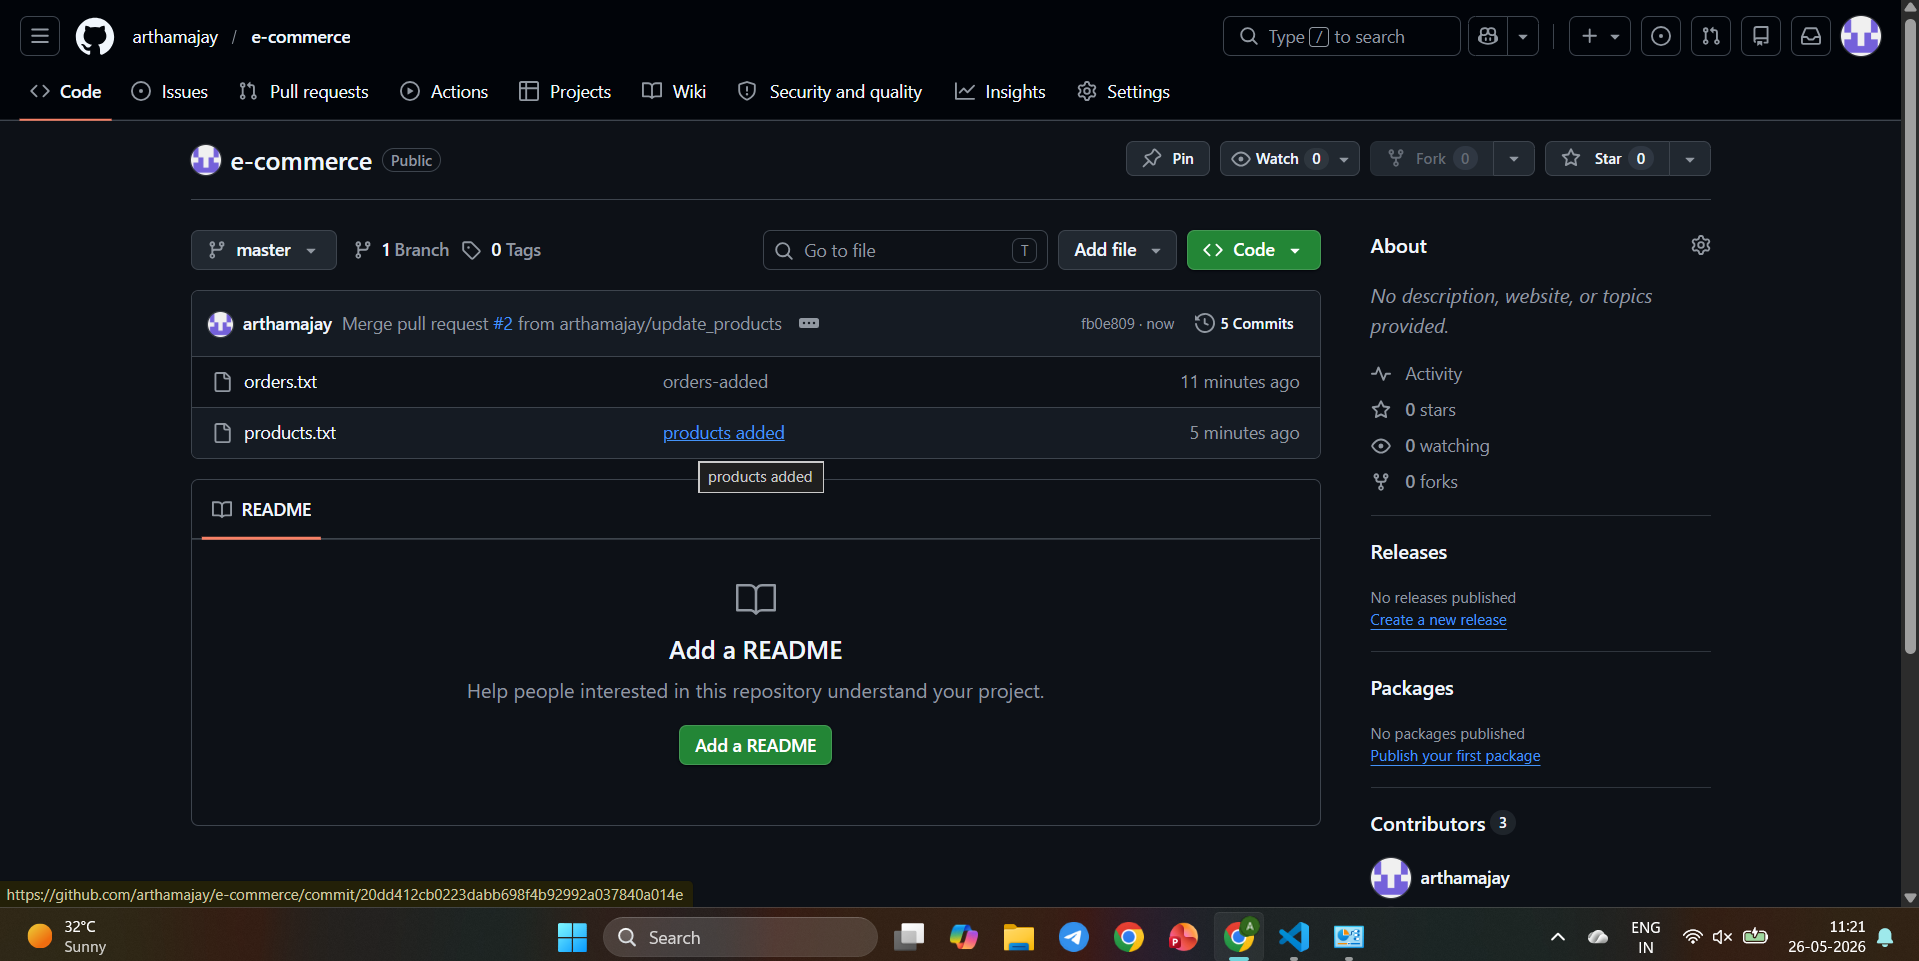 arthamajay / e-commerce
Type / to search
Code
Issues
Pull requests
Actions
Projects
Wiki
Security and quality
Insights
Settings
e-commerce
Public
Pin
Watch 0
Fork 0
Star 0
master
1 Branch
0 Tags
Go to file
T
Add file
Code
arthamajay Merge pull request #2 from arthamajay/update_products
fb0e809 · now
5 Commits
orders.txt orders-added 11 minutes ago
products.txt products added 5 minutes ago
products added
README
Add a README
Help people interested in this repository understand your project.
Add a README
About
No description, website, or topics
provided.
Activity
0 stars
0 watching
0 forks
Releases
No releases published
Create a new release
Packages
No packages published
Publish your first package
Contributors 3
arthamajay
https://github.com/arthamajay/e-commerce/commit/20dd412cb0223dabb698f4b92992a037840a014e
32°C
Sunny
Search
P
A
ENG
IN
11:21
26-05-2026